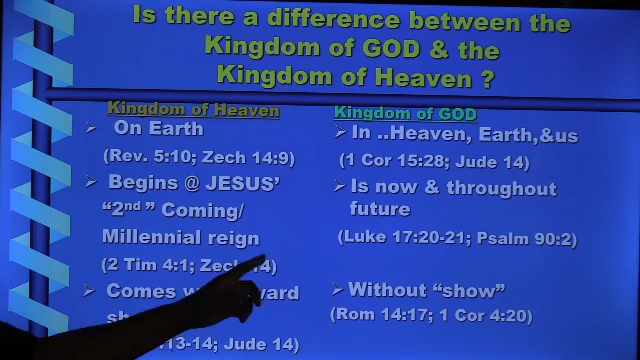 Is there a difference between the
Kingdom of GOD & the
Kingdom of Heaven ?
Kingdom of Heaven
On Earth
(Rev. 5:10; Zech 14:9)
Begins @ JESUS'
“2nd” Coming/
Millennial reign
(2 Tim 4:1; Zech 14)
Comes
13-14; Jude 14)
Kingdom of GOD
In ..Heaven, Earth,&us
(1 Cor 15:28; Jude 14)
Is now & throughout
future
(Luke 17:20-21; Psalm 90:2)
Without “show”
(Rom 14:17; 1 Cor 4:20)